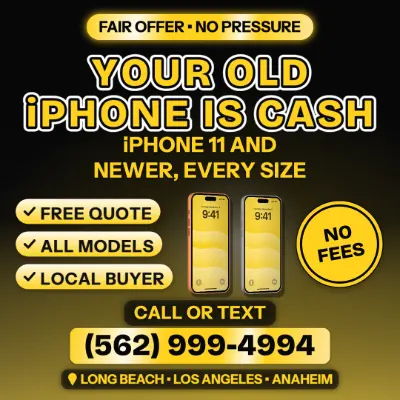 FAIR OFFER • NO PRESSURE
YOUR OLD
iPHONE IS CASH
iPHONE 11 AND
NEWER, EVERY SIZE
✓ FREE QUOTE
✓ ALL MODELS
✓ LOCAL BUYER
9:41
9:41
NO
FEES
CALL OR TEXT
(562) 999-4994
LONG BEACH • LOS ANGELES • ANAHEIM